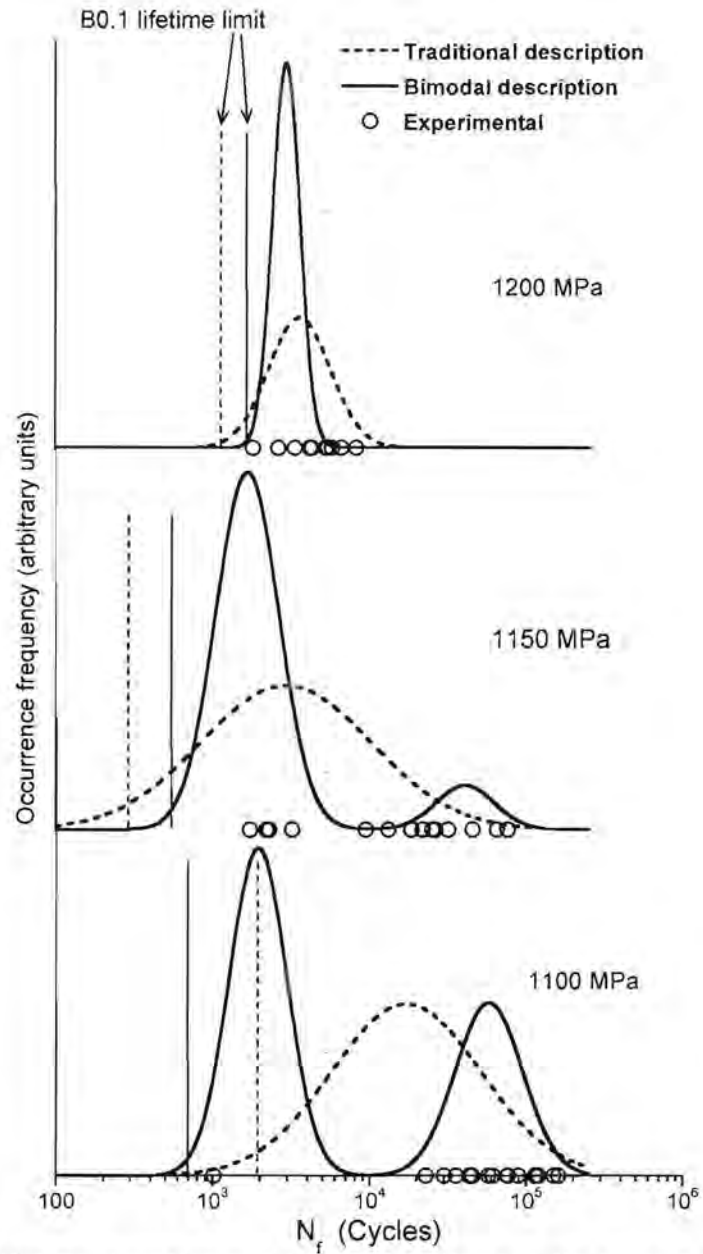 B0.1 lifetime limit
Traditional description
Bimodal description
Experimental
1200 MPa
1150 MPa
1100 MPa
Occurrence frequency (arbitrary units)
100 10³ 10⁴ 10⁵ 10⁶
N_f (Cycles)